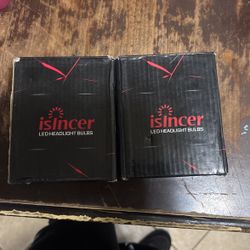 isincer
LED HEADLIGHT BULBS
isincer
LED HEADLIGHT BULBS